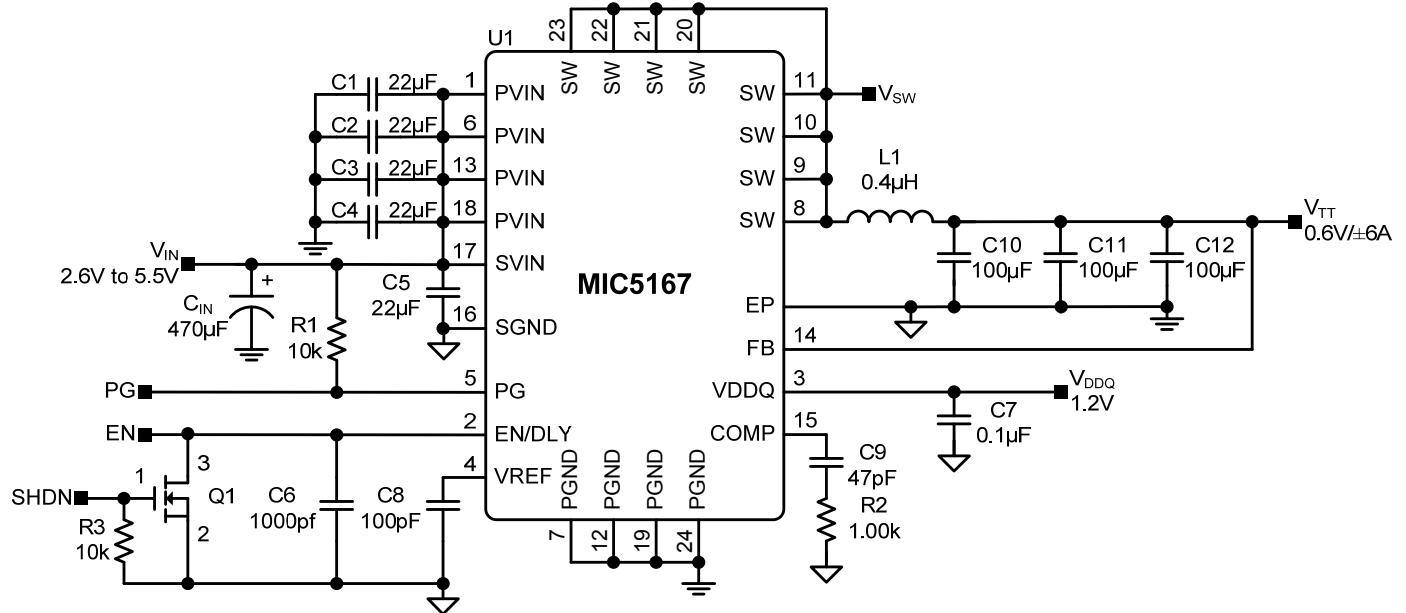 U1
23
22
21
20
SW
SW
SW
SW
C1 22µF
C2 22µF
C3 22µF
C4 22µF
1 PVIN
6 PVIN
13 PVIN
18 PVIN
17 SVIN
16 SGND
5 PG
2 EN/DLY
4 VREF
VIN
2.6V to 5.5V
+
CIN
470µF
R1
10k
C5
22µF
PG
EN
SHDN
1
3
2
Q1
R3
10k
C6
1000pf
C8
100pF
MIC5167
SW 11
SW 10
SW 9
SW 8
EP
FB 14
VDDQ 3
COMP 15
PGND
PGND
PGND
PGND
7
12
19
24
VSW
L1
0.4µH
VTT
0.6V/±6A
C10
100µF
C11
100µF
C12
100µF
VDDQ
1.2V
C7
0.1µF
C9
47pF
R2
1.00k